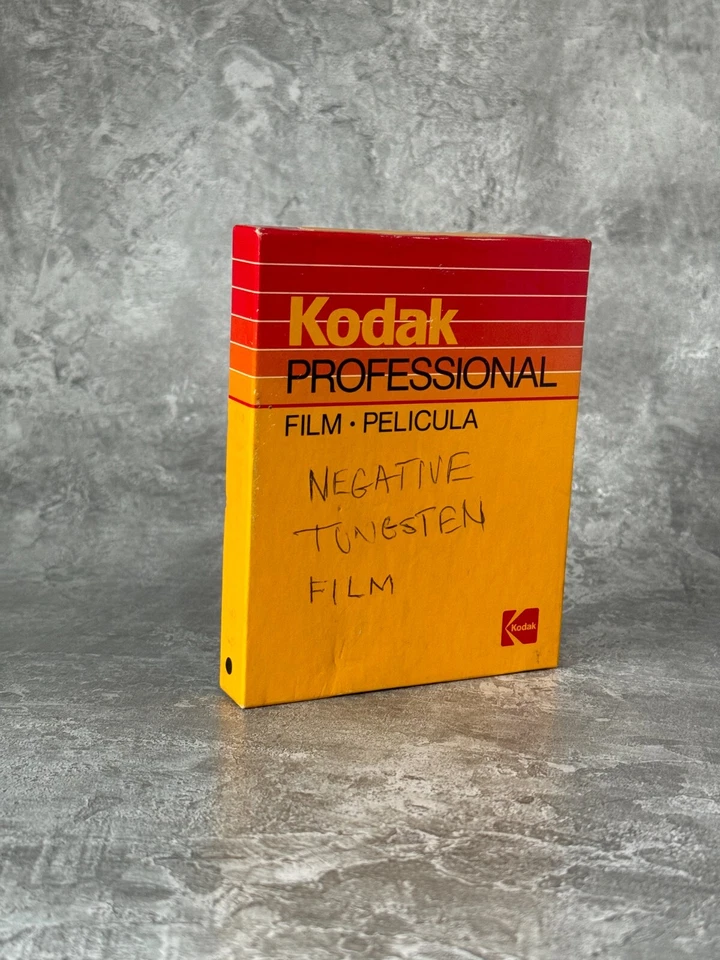 Kodak
PROFESSIONAL
FILM • PELICULA
NEGATIVE
TUNGSTEN
FILM
Kodak